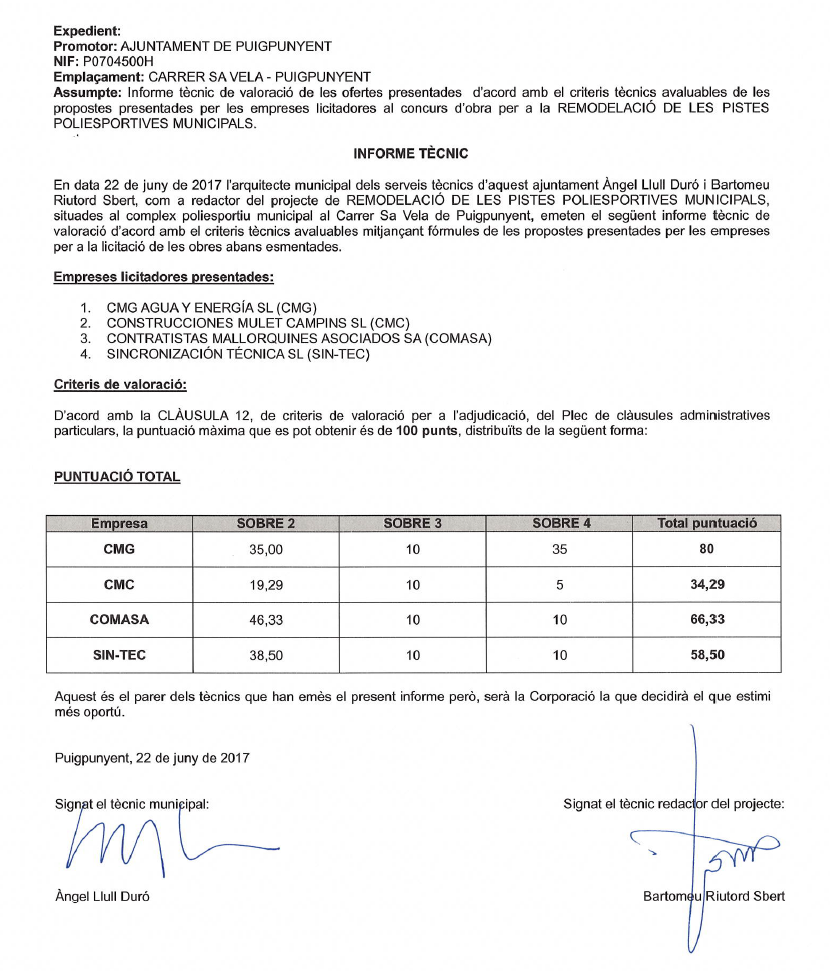 Expedient:
Promotor: AJUNTAMENT DE PUIGPUNYENT
NIF: P0704500H
Emplaçament: CARRER SA VELA - PUIGPUNYENT
Assumpte: Informe tècnic de valoració de les ofertes presentades d'acord amb el criteris tècnics avaluables de les
propostes presentades per les empreses licitadores al concurs d'obra per a la REMODELACIÓ DE LES PISTES
POLIESPORTIVES MUNICIPALS.
INFORME TÈCNIC
En data 22 de juny de 2017 l'arquitecte municipal dels serveis tècnics d'aquest ajuntament Àngel Llull Duró i Bartomeu
Riutord Sbert, com a redactor del projecte de REMODELACIÓ DE LES PISTES POLIESPORTIVES MUNICIPALS,
situades al complex poliesportiu municipal al Carrer Sa Vela de Puigpunyent, emeten el següent informe tècnic de
valoració d'acord amb el criteris tècnics avaluables mitjançant fórmules de les propostes presentades per les empreses
per a la licitació de les obres abans esmentades.
Empreses licitadores presentades:
1. CMG AGUA Y ENERGÍA SL (CMG)
2. CONSTRUCCIONES MULET CAMPINS SL (CMC)
3. CONTRATISTAS MALLORQUINES ASOCIADOS SA (COMASA)
4. SINCRONIZACIÓN TÉCNICA SL (SIN-TEC)
Criteris de valoració:
D'acord amb la CLÀUSULA 12, de criteris de valoració per a l'adjudicació, del Plec de clàusules administratives
particulars, la puntuació màxima que es pot obtenir és de 100 punts, distribuïts de la següent forma:
PUNTUACIÓ TOTAL
Empresa SOBRE 2 SOBRE 3 SOBRE 4 Total puntuació
CMG 35,00 10 35 80
CMC 19,29 10 5 34,29
COMASA 46,33 10 10 66,33
SIN-TEC 38,50 10 10 58,50
Aquest és el parer dels tècnics que han emès el present informe però, serà la Corporació la que decidirà el que estimi
més oportú.
Puigpunyent, 22 de juny de 2017
Signat el tècnic municipal: Signat el tècnic redactor del projecte:
Àngel Llull Duró Bartomeu Riutord Sbert